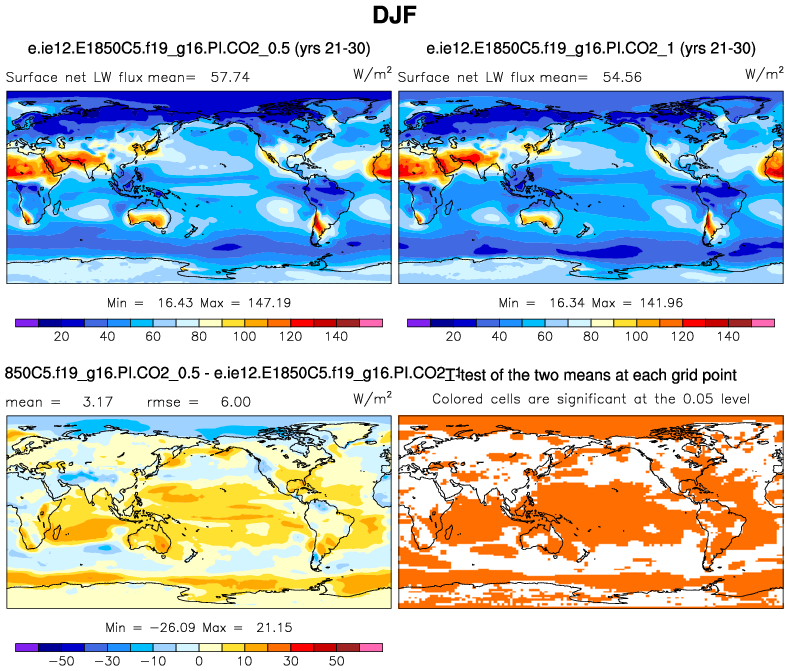 DJF
e.ie12.E1850C5.f19_g16.PI.CO2_0.5 (yrs 21-30)
e.ie12.E1850C5.f19_g16.PI.CO2_1 (yrs 21-30)
Surface net LW flux mean= 57.74 W/m²
Surface net LW flux mean= 54.56 W/m²
Min = 16.43 Max = 147.19
Min = 16.34 Max = 141.96
20 40 60 80 100 120 140
20 40 60 80 100 120 140
850C5.f19_g16.PI.CO2_0.5 - e.ie12.E1850C5.f19_g16.PI.CO2_1
T-test of the two means at each grid point
mean = 3.17 rmse = 6.00 W/m²
Colored cells are significant at the 0.05 level
Min = −26.09 Max = 21.15
−50 −30 −10 0 10 30 50